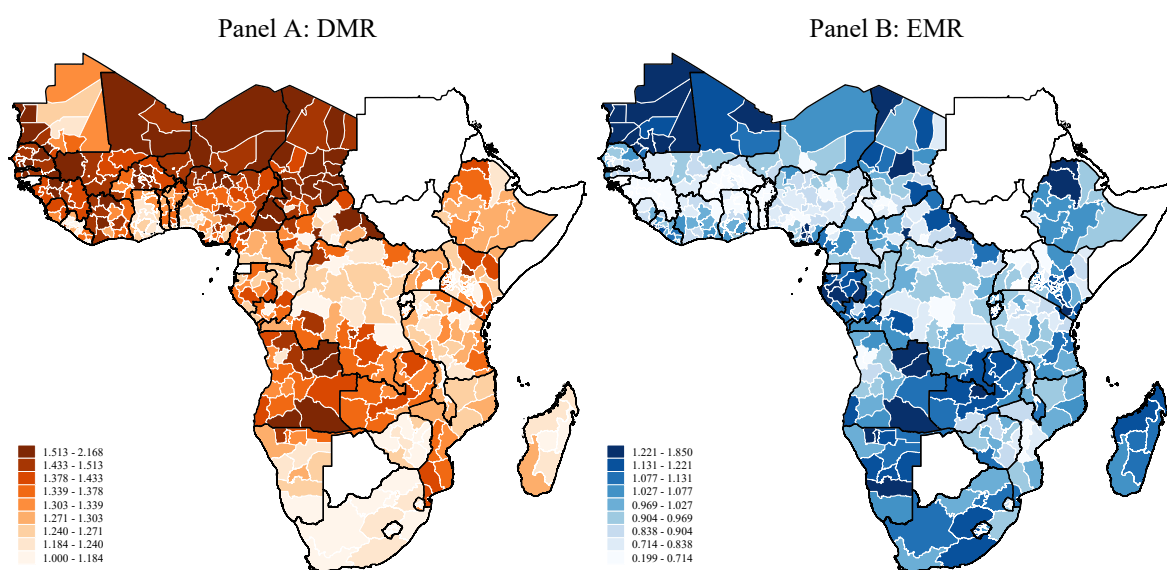 Panel A: DMR
Panel B: EMR
1.513 - 2.168
1.433 - 1.513
1.378 - 1.433
1.339 - 1.378
1.303 - 1.339
1.271 - 1.303
1.240 - 1.271
1.184 - 1.240
1.000 - 1.184
1.221 - 1.850
1.131 - 1.221
1.077 - 1.131
1.027 - 1.077
0.969 - 1.027
0.904 - 0.969
0.838 - 0.904
0.714 - 0.838
0.199 - 0.714